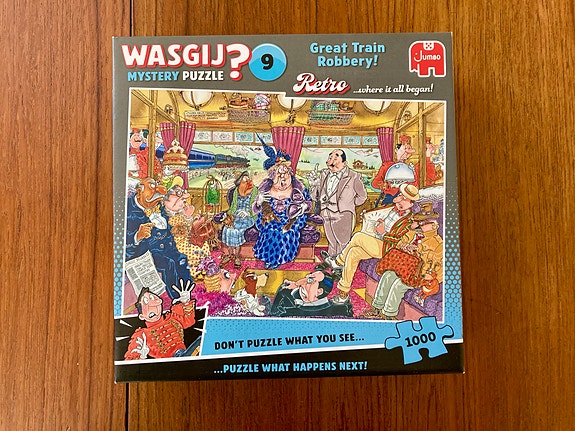 WASGIJ?
MYSTERY PUZZLE
9
Great Train
Robbery!
Jumbo
Retro ...where it all began!
DON'T PUZZLE WHAT YOU SEE...
1000
...PUZZLE WHAT HAPPENS NEXT!